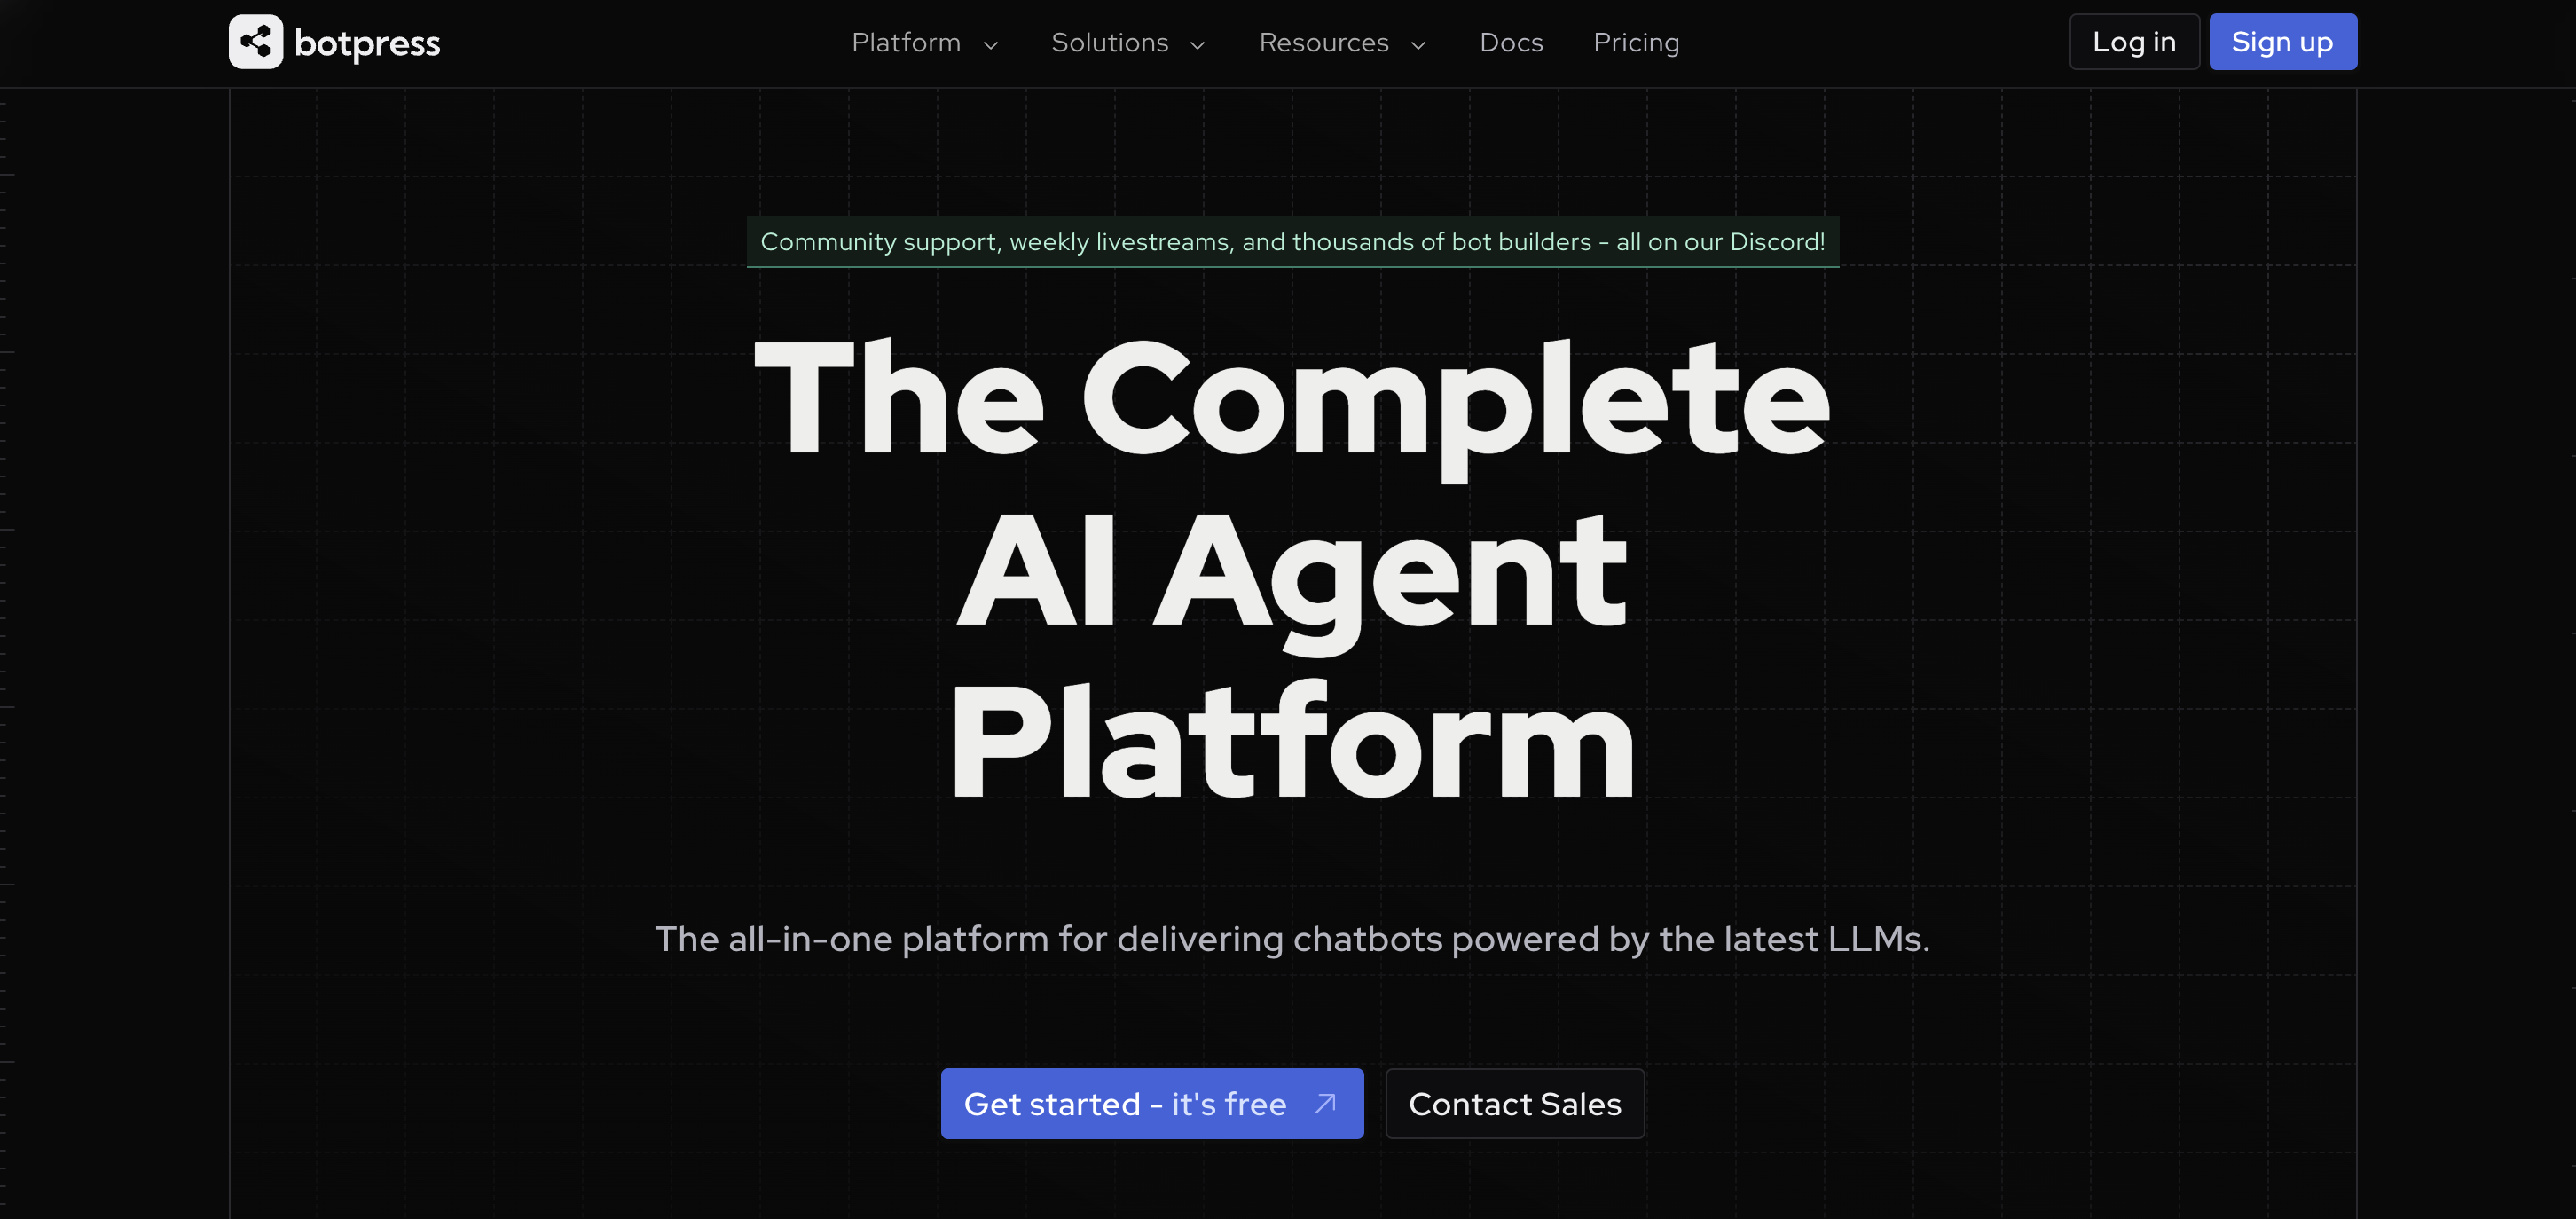 botpress
Platform
Solutions
Resources
Docs
Pricing
Log in
Sign up
Community support, weekly livestreams, and thousands of bot builders - all on our Discord!
The Complete
AI Agent
Platform
The all-in-one platform for delivering chatbots powered by the latest LLMs.
Get started - it's free
Contact Sales